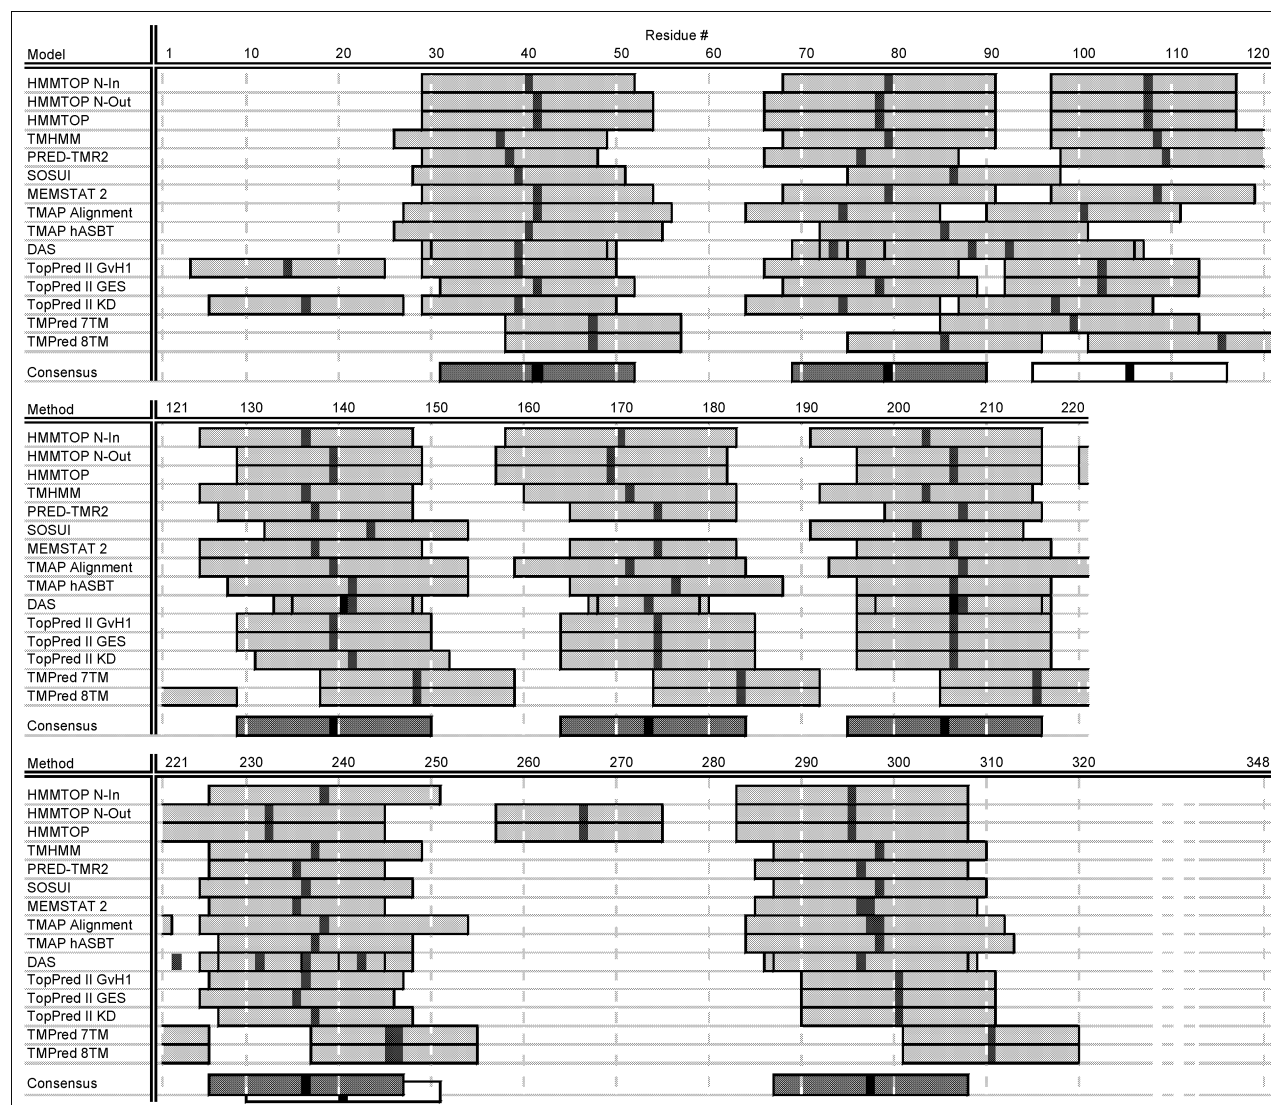 Residue #
Model 1 10 20 30 40 50 60 70 80 90 100 110 120
HMMTOP N-In
HMMTOP N-Out
HMMTOP
TMHMM
PRED-TMR2
SOSUI
MEMSTAT 2
TMAP Alignment
TMAP hASBT
DAS
TopPred II GvH1
TopPred II GES
TopPred II KD
TMPred 7TM
TMPred 8TM
Consensus
Method 121 130 140 150 160 170 180 190 200 210 220
HMMTOP N-In
HMMTOP N-Out
HMMTOP
TMHMM
PRED-TMR2
SOSUI
MEMSTAT 2
TMAP Alignment
TMAP hASBT
DAS
TopPred II GvH1
TopPred II GES
TopPred II KD
TMPred 7TM
TMPred 8TM
Consensus
Method 221 230 240 250 260 270 280 290 300 310 320 348
HMMTOP N-In
HMMTOP N-Out
HMMTOP
TMHMM
PRED-TMR2
SOSUI
MEMSTAT 2
TMAP Alignment
TMAP hASBT
DAS
TopPred II GvH1
TopPred II GES
TopPred II KD
TMPred 7TM
TMPred 8TM
Consensus